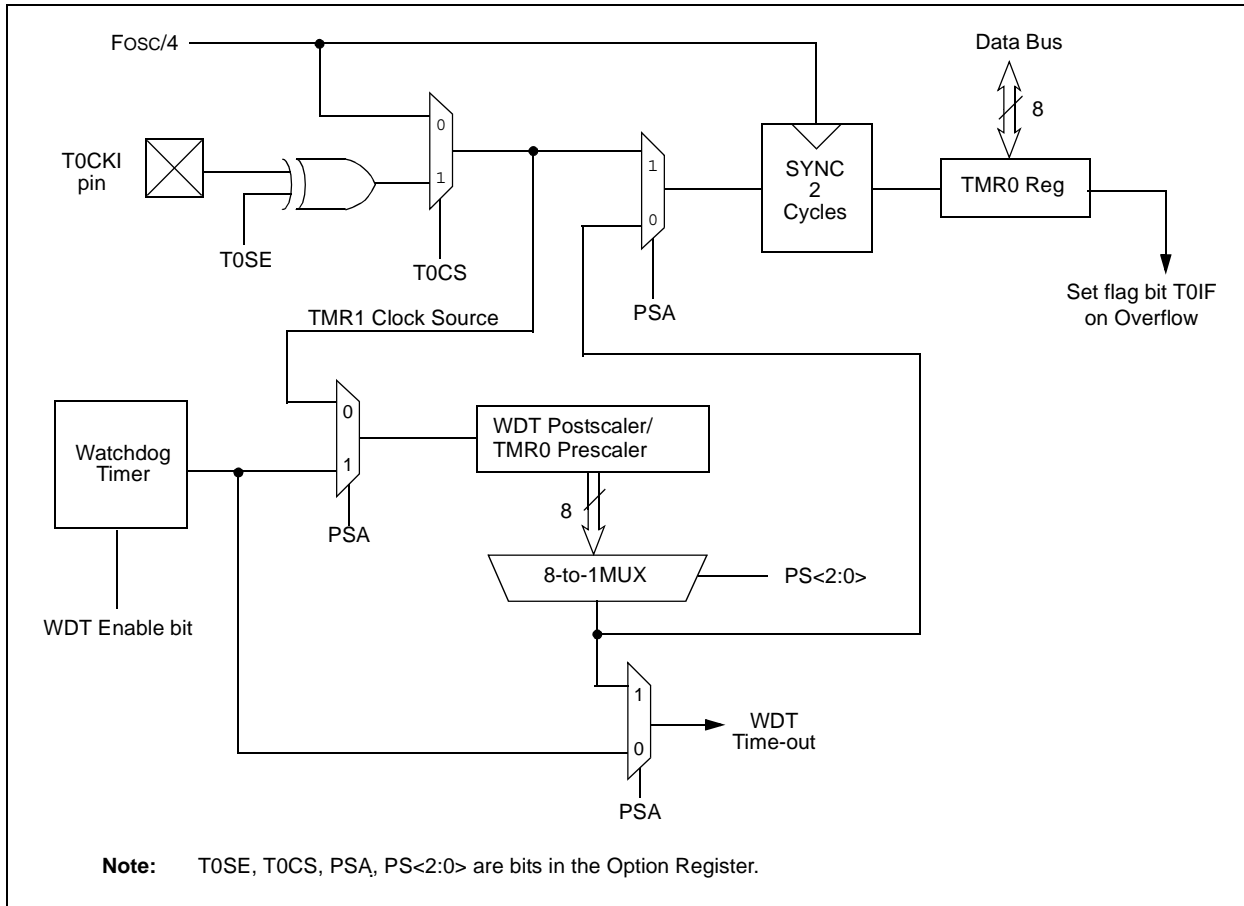 FOSC/4
Data Bus
8
T0CKI
pin
0
1
T0SE
T0CS
1
0
PSA
SYNC
2
Cycles
TMR0 Reg
Set flag bit T0IF
on Overflow
TMR1 Clock Source
Watchdog
Timer
0
1
PSA
WDT Postscaler/
TMR0 Prescaler
8
8-to-1MUX
PS<2:0>
WDT Enable bit
1
0
WDT
Time-out
PSA
Note: T0SE, T0CS, PSA, PS<2:0> are bits in the Option Register.